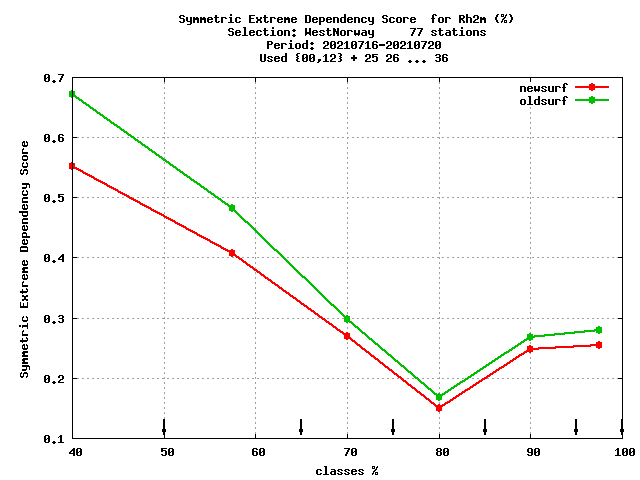 Symmetric Extreme Dependency Score  for Rh2m (%)
Selection: WestNorway     77 stations
Period: 20210716-20210720
Used {00,12} + 25 26 ... 36
newsurf
oldsurf
0.7
0.6
0.5
0.4
0.3
0.2
0.1
Symmetric Extreme Dependency Score
40 50 60 70 80 90 100
classes %